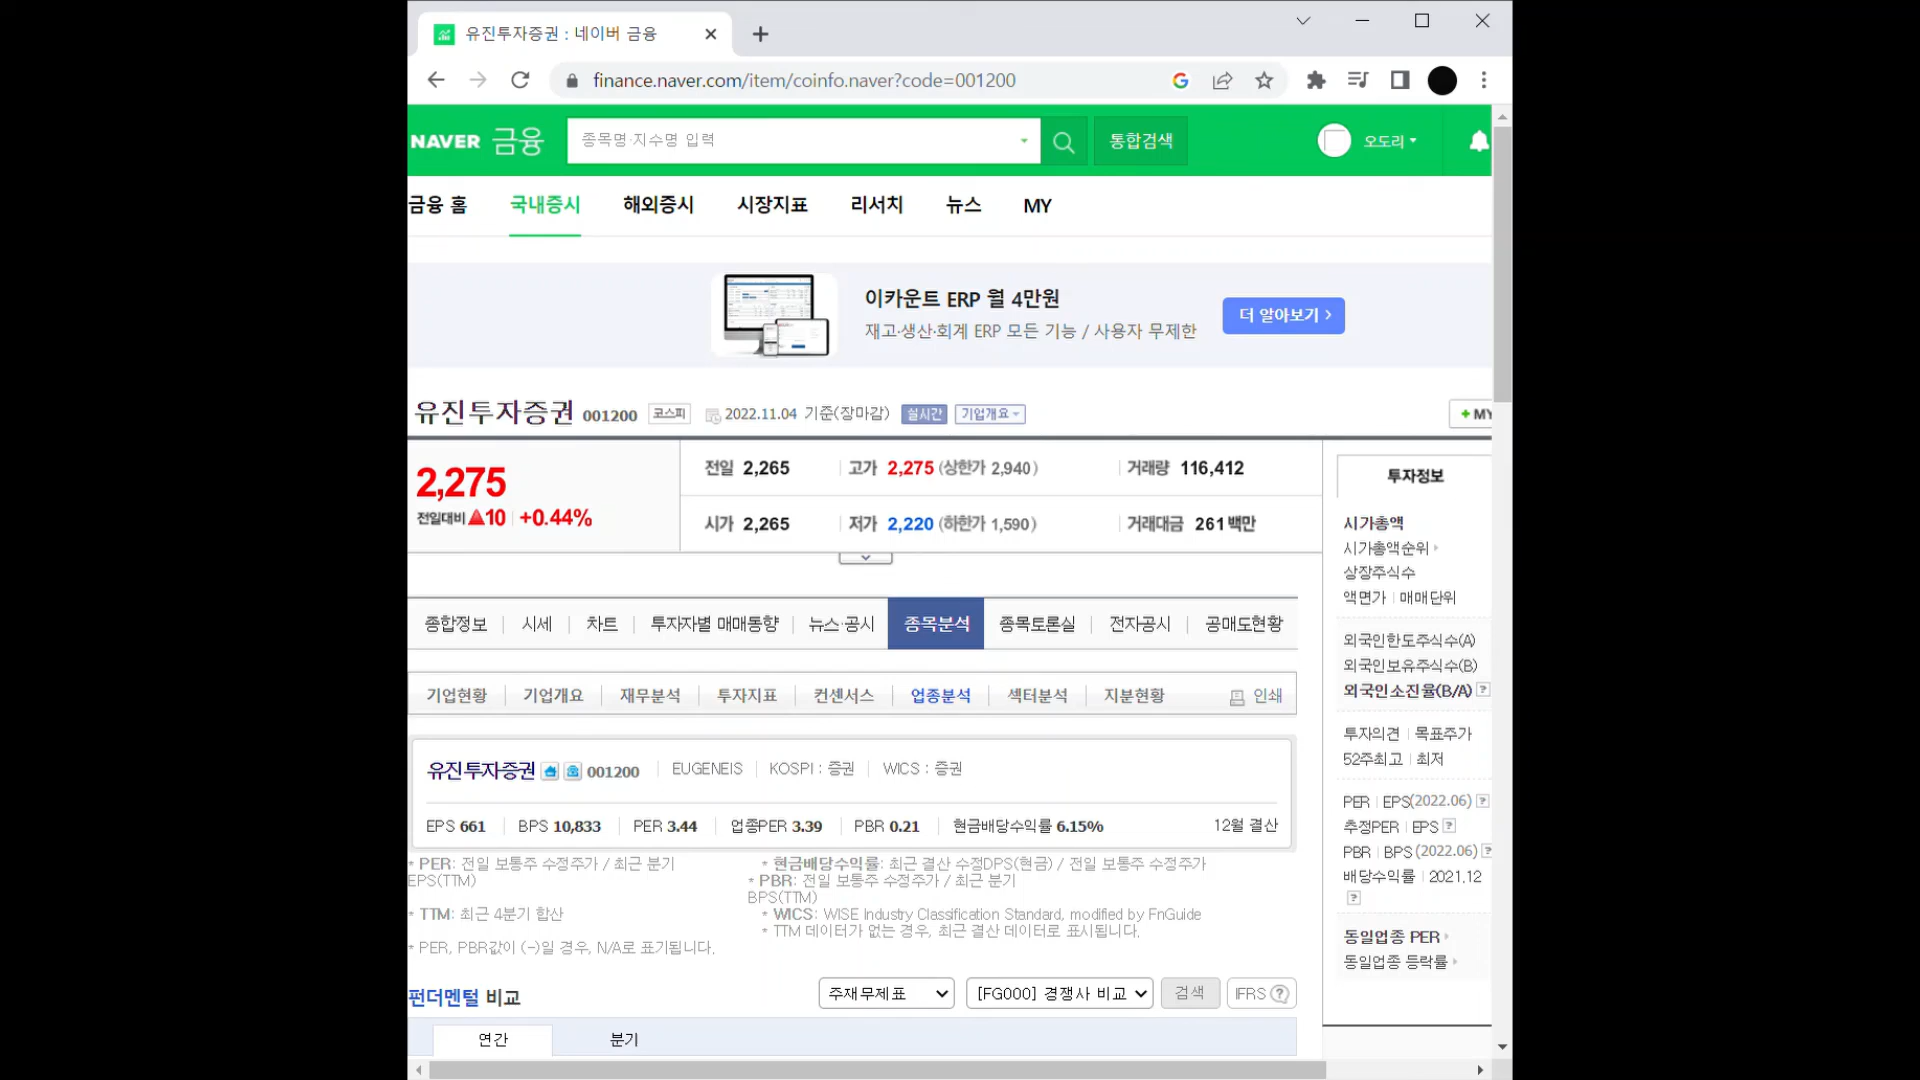 유진투자증권 : 네이버 금융
finance.naver.com/item/coinfo.naver?code=001200
NAVER 금융
종목명·지수명 입력
통합검색
오도리
금융 홈 국내증시 해외증시 시장지표 리서치 뉴스 MY
이카운트 ERP 월 4만원
재고·생산·회계 ERP 모든 기능 / 사용자 무제한
더 알아보기 >
유진투자증권 001200 코스피 2022.11.04 기준(장마감) 실시간 기업개요
+ MY
2,275
전일대비 ▲10 +0.44%
전일 2,265 고가 2,275 (상한가 2,940) 거래량 116,412
시가 2,265 저가 2,220 (하한가 1,590) 거래대금 261백만
종합정보 시세 차트 투자자별 매매동향 뉴스·공시 종목분석 종목토론실 전자공시 공매도현황
기업현황 기업개요 재무분석 투자지표 컨센서스 업종분석 섹터분석 지분현황 인쇄
유진투자증권 001200 EUGENEIS KOSPI : 증권 WICS : 증권
EPS 661 BPS 10,833 PER 3.44 업종PER 3.39 PBR 0.21 현금배당수익률 6.15% 12월 결산
* PER: 전일 보통주 수정주가 / 최근 분기
EPS(TTM)
* TTM: 최근 4분기 합산
* PER, PBR값이 (-)일 경우, N/A로 표기됩니다.
* 현금배당수익률: 최근 결산 수정DPS(현금) / 전일 보통주 수정주가
* PBR: 전일 보통주 수정주가 / 최근 분기
BPS(TTM)
* WICS: WISE Industry Classification Standard, modified by FnGuide
* TTM 데이터가 없는 경우, 최근 결산 데이터로 표시됩니다.
펀더멘털 비교
주재무제표 [FG000] 경쟁사 비교 검색 IFRS ?
연간 분기
투자정보
시가총액
시가총액순위
상장주식수
액면가 매매단위
외국인한도주식수(A)
외국인보유주식수(B)
외국인소진율(B/A) ?
투자의견 목표주가
52주최고 최저
PER EPS(2022.06) ?
추정PER EPS ?
PBR BPS (2022.06) ?
배당수익률 2021.12
?
동일업종 PER
동일업종 등락률